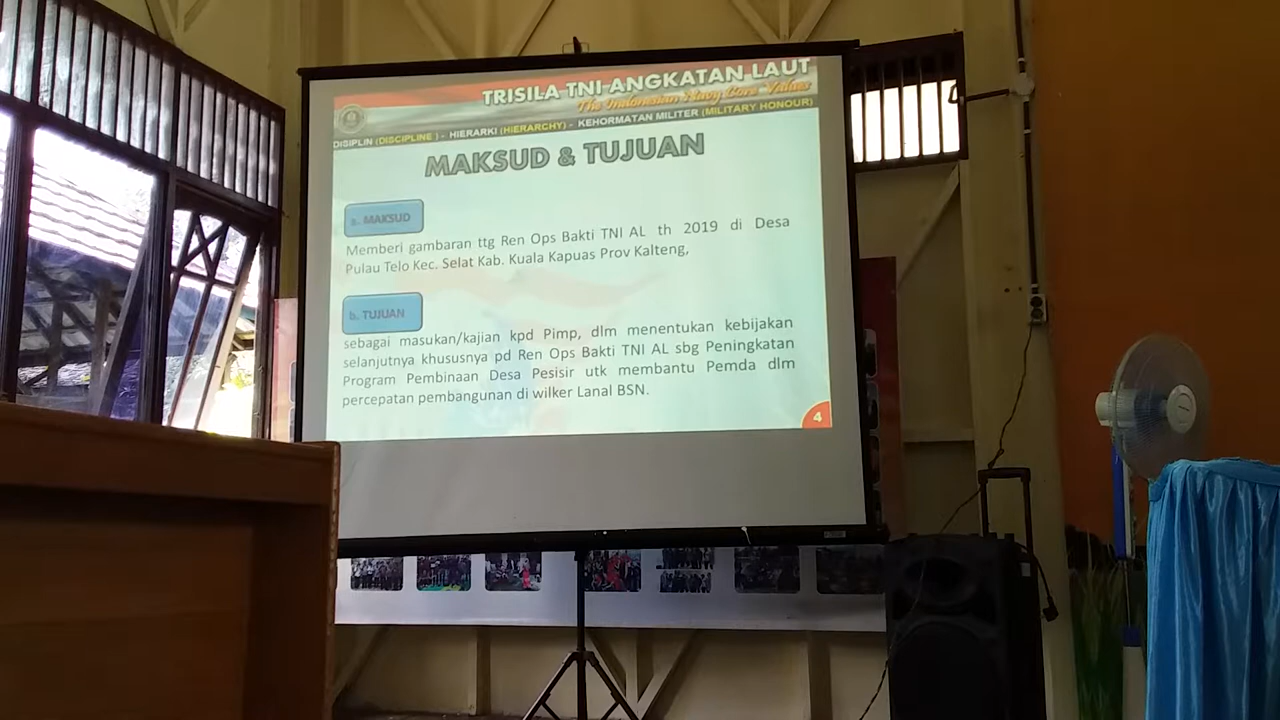 TRISILA TNI ANGKATAN LAUT
The Indonesian Navy Core Values
DISIPLIN (DISCIPLINE ) - HIERARKI (HIERARCHY) - KEHORMATAN MILITER (MILITARY HONOUR)
MAKSUD & TUJUAN
a. MAKSUD
Memberi gambaran ttg Ren Ops Bakti TNI AL th 2019 di Desa
Pulau Telo Kec. Selat Kab. Kuala Kapuas Prov Kalteng,
b. TUJUAN
sebagai masukan/kajian kpd Pimp, dlm menentukan kebijakan
selanjutnya khususnya pd Ren Ops Bakti TNI AL sbg Peningkatan
Program Pembinaan Desa Pesisir utk membantu Pemda dlm
percepatan pembangunan di wilker Lanal BSN.
4